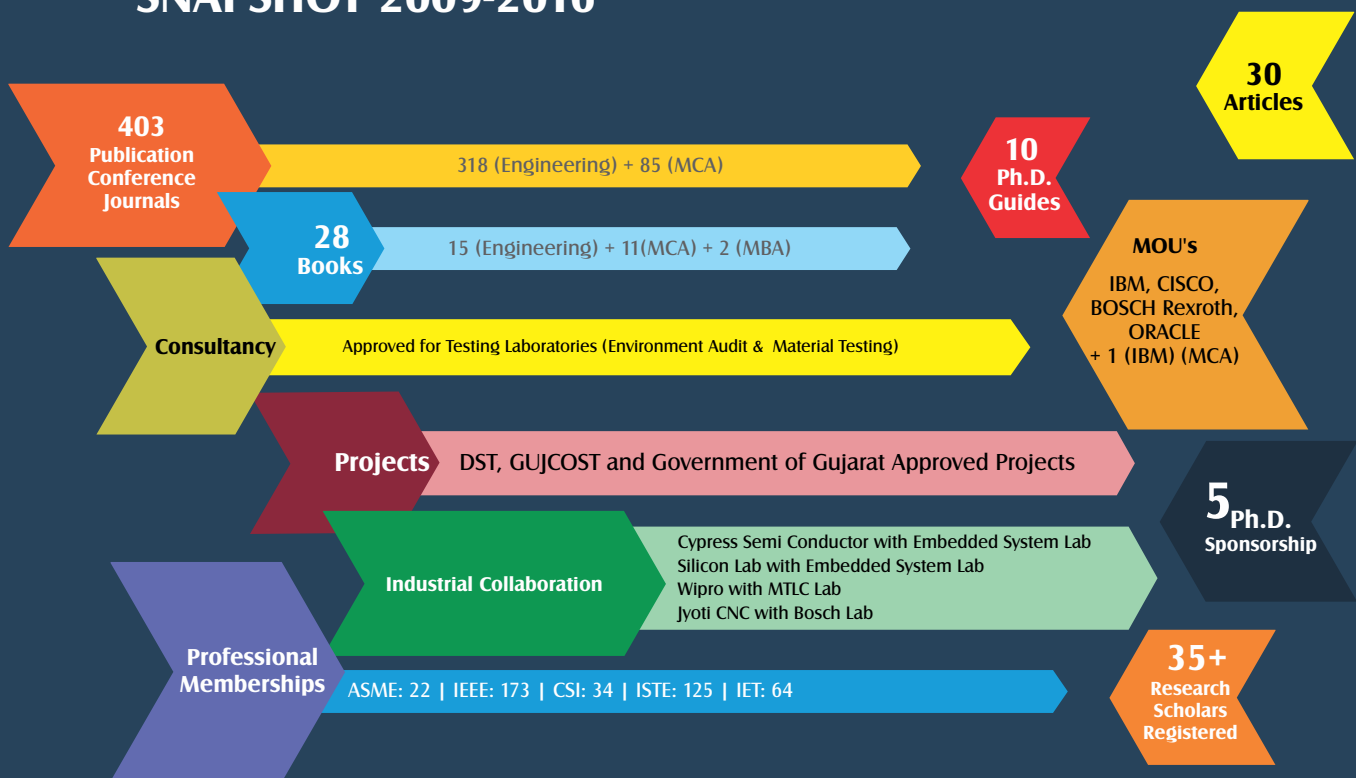 SNAPSHOT 2009-2010
30
Articles
403
Publication
Conference
Journals
318 (Engineering) + 85 (MCA)
10
Ph.D.
Guides
28
Books
15 (Engineering) + 11(MCA) + 2 (MBA)
MOU's
IBM, CISCO,
BOSCH Rexroth,
ORACLE
+ 1 (IBM) (MCA)
Consultancy
Approved for Testing Laboratories (Environment Audit & Material Testing)
Projects
DST, GUJCOST and Government of Gujarat Approved Projects
5 Ph.D.
Sponsorship
Industrial Collaboration
Cypress Semi Conductor with Embedded System Lab
Silicon Lab with Embedded System Lab
Wipro with MTLC Lab
Jyoti CNC with Bosch Lab
Professional
Memberships
ASME: 22 | IEEE: 173 | CSI: 34 | ISTE: 125 | IET: 64
35+
Research
Scholars
Registered